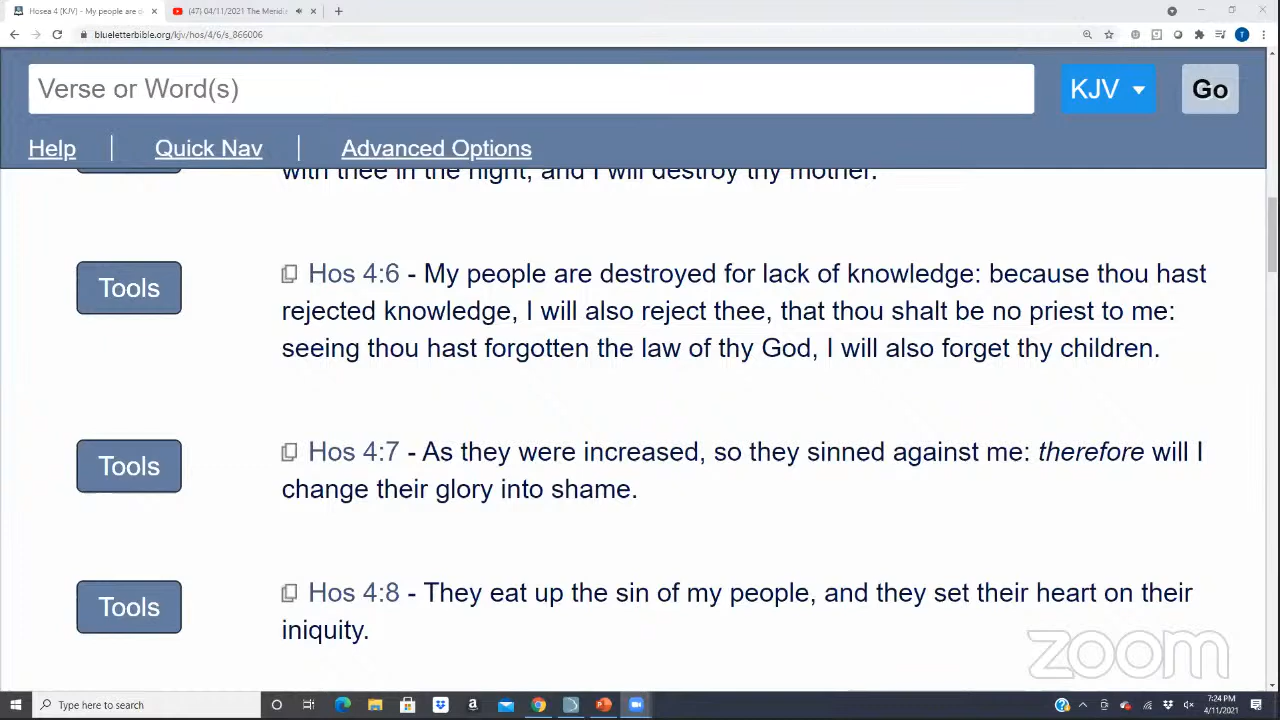 Hosea 4 (KJV) - My people are d
(47) 04/11/2021 The Meridi
blueletterbible.org/kjv/hos/4/6/s_866006
T
Verse or Word(s)
KJV
Go
Help
Quick Nav
Advanced Options
with thee in the night, and I will destroy thy mother.
Tools
Hos 4:6 - My people are destroyed for lack of knowledge: because thou hast
rejected knowledge, I will also reject thee, that thou shalt be no priest to me:
seeing thou hast forgotten the law of thy God, I will also forget thy children.
Tools
Hos 4:7 - As they were increased, so they sinned against me: therefore will I
change their glory into shame.
Tools
Hos 4:8 - They eat up the sin of my people, and they set their heart on their
iniquity.
zoom
Type here to search
7:24 PM
4/11/2021